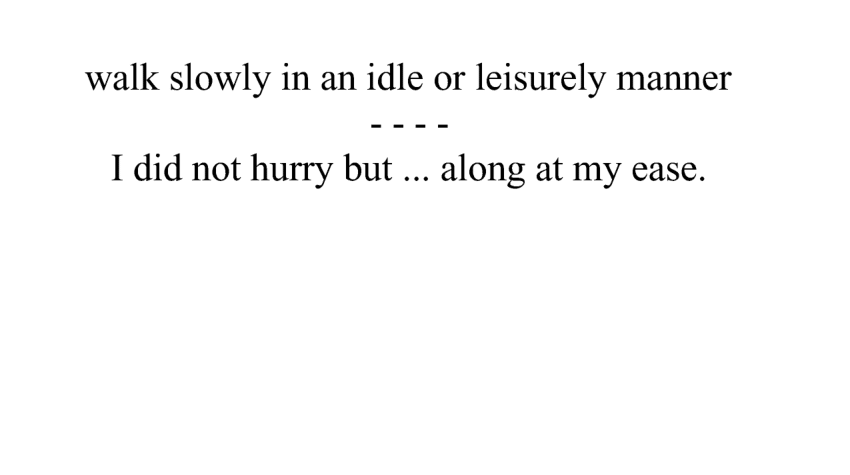 walk slowly in an idle or leisurely manner
- - - -
I did not hurry but ... along at my ease.